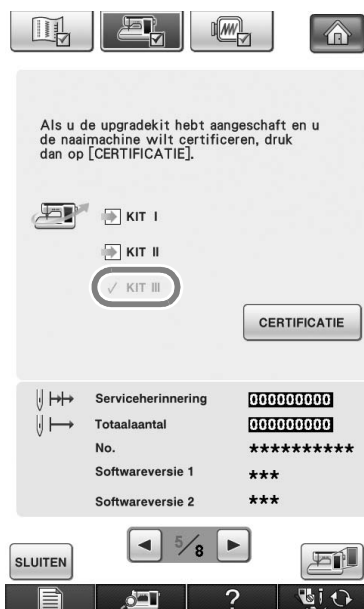 Als u de upgradekit hebt aangeschaft en u
de naaimachine wilt certificeren, druk
dan op [CERTIFICATIE].
KIT I
KIT II
✓ KIT III
CERTIFICATIE
Serviceherinnering 000000000
Totaalaantal 000000000
No. **********
Softwareversie 1 ***
Softwareversie 2 ***
SLUITEN
5/8
?